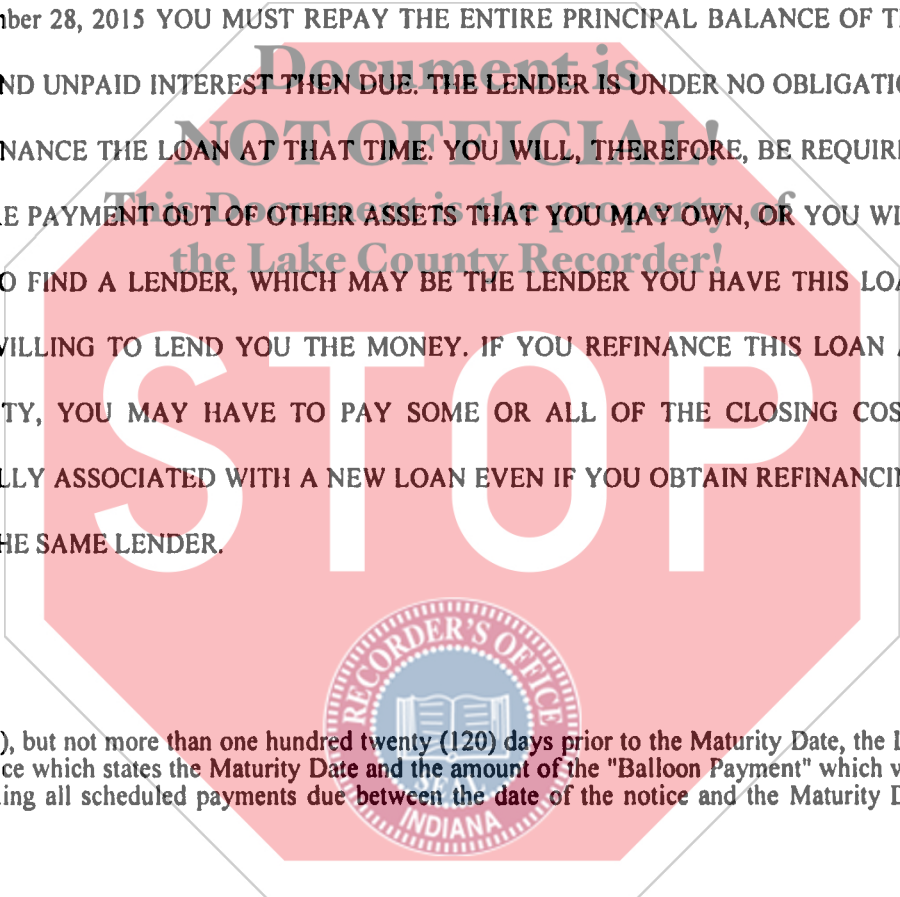 ber 28, 2015 YOU MUST REPAY THE ENTIRE PRINCIPAL BALANCE OF T
Document is
ND UNPAID INTEREST THEN DUE. THE LENDER IS UNDER NO OBLIGATI
NOT OFFICIAL!
NANCE THE LOAN AT THAT TIME. YOU WILL, THEREFORE, BE REQUIR
This Document is the property of
E PAYMENT OUT OF OTHER ASSETS THAT YOU MAY OWN, OR YOU WI
the Lake County Recorder!
O FIND A LENDER, WHICH MAY BE THE LENDER YOU HAVE THIS LOA
WILLING TO LEND YOU THE MONEY. IF YOU REFINANCE THIS LOAN
STOP
TY, YOU MAY HAVE TO PAY SOME OR ALL OF THE CLOSING COS
LLY ASSOCIATED WITH A NEW LOAN EVEN IF YOU OBTAIN REFINANCIN
HE SAME LENDER.
RECORDER'S OFFICE
), but not more than one hundred twenty (120) days prior to the Maturity Date, the
ce which states the Maturity Date and the amount of the "Balloon Payment" which
ing all scheduled payments due between the date of the notice and the Maturity D
INDIANA